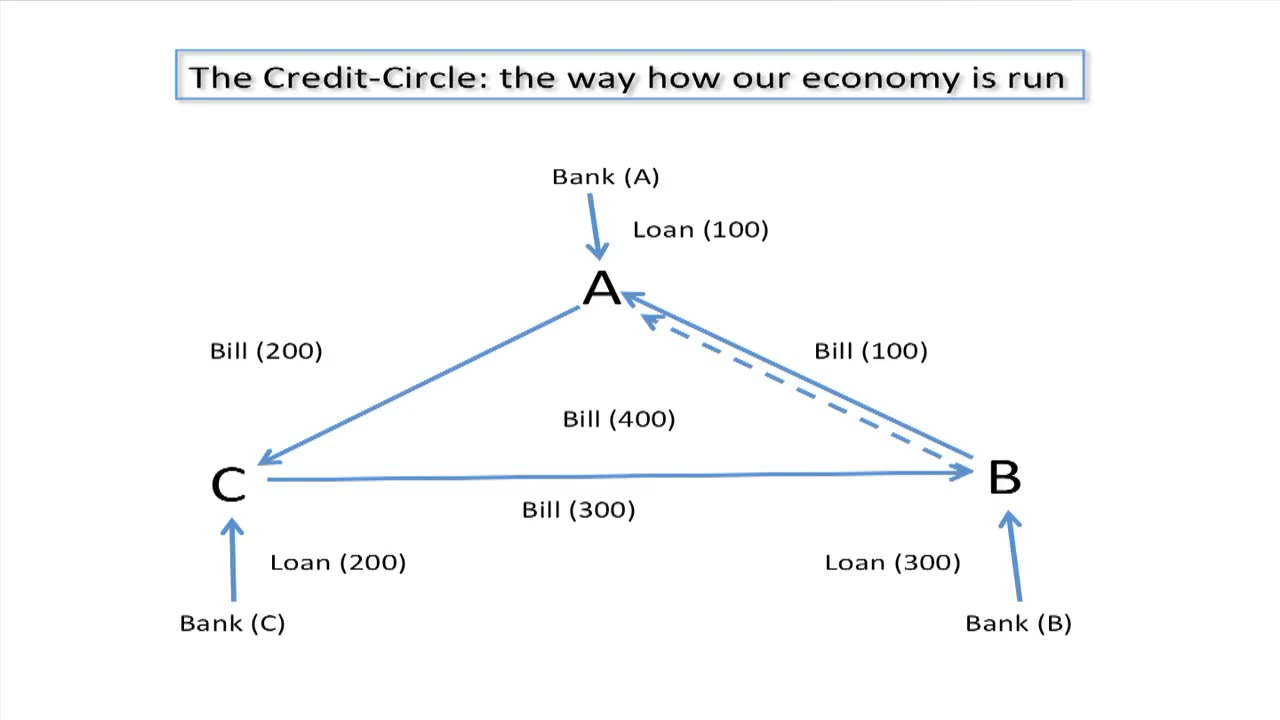 The Credit-Circle: the way how our economy is run
Bank (A)
Loan (100)
A
Bill (200)
Bill (100)
Bill (400)
C
B
Bill (300)
Loan (200)
Loan (300)
Bank (C)
Bank (B)